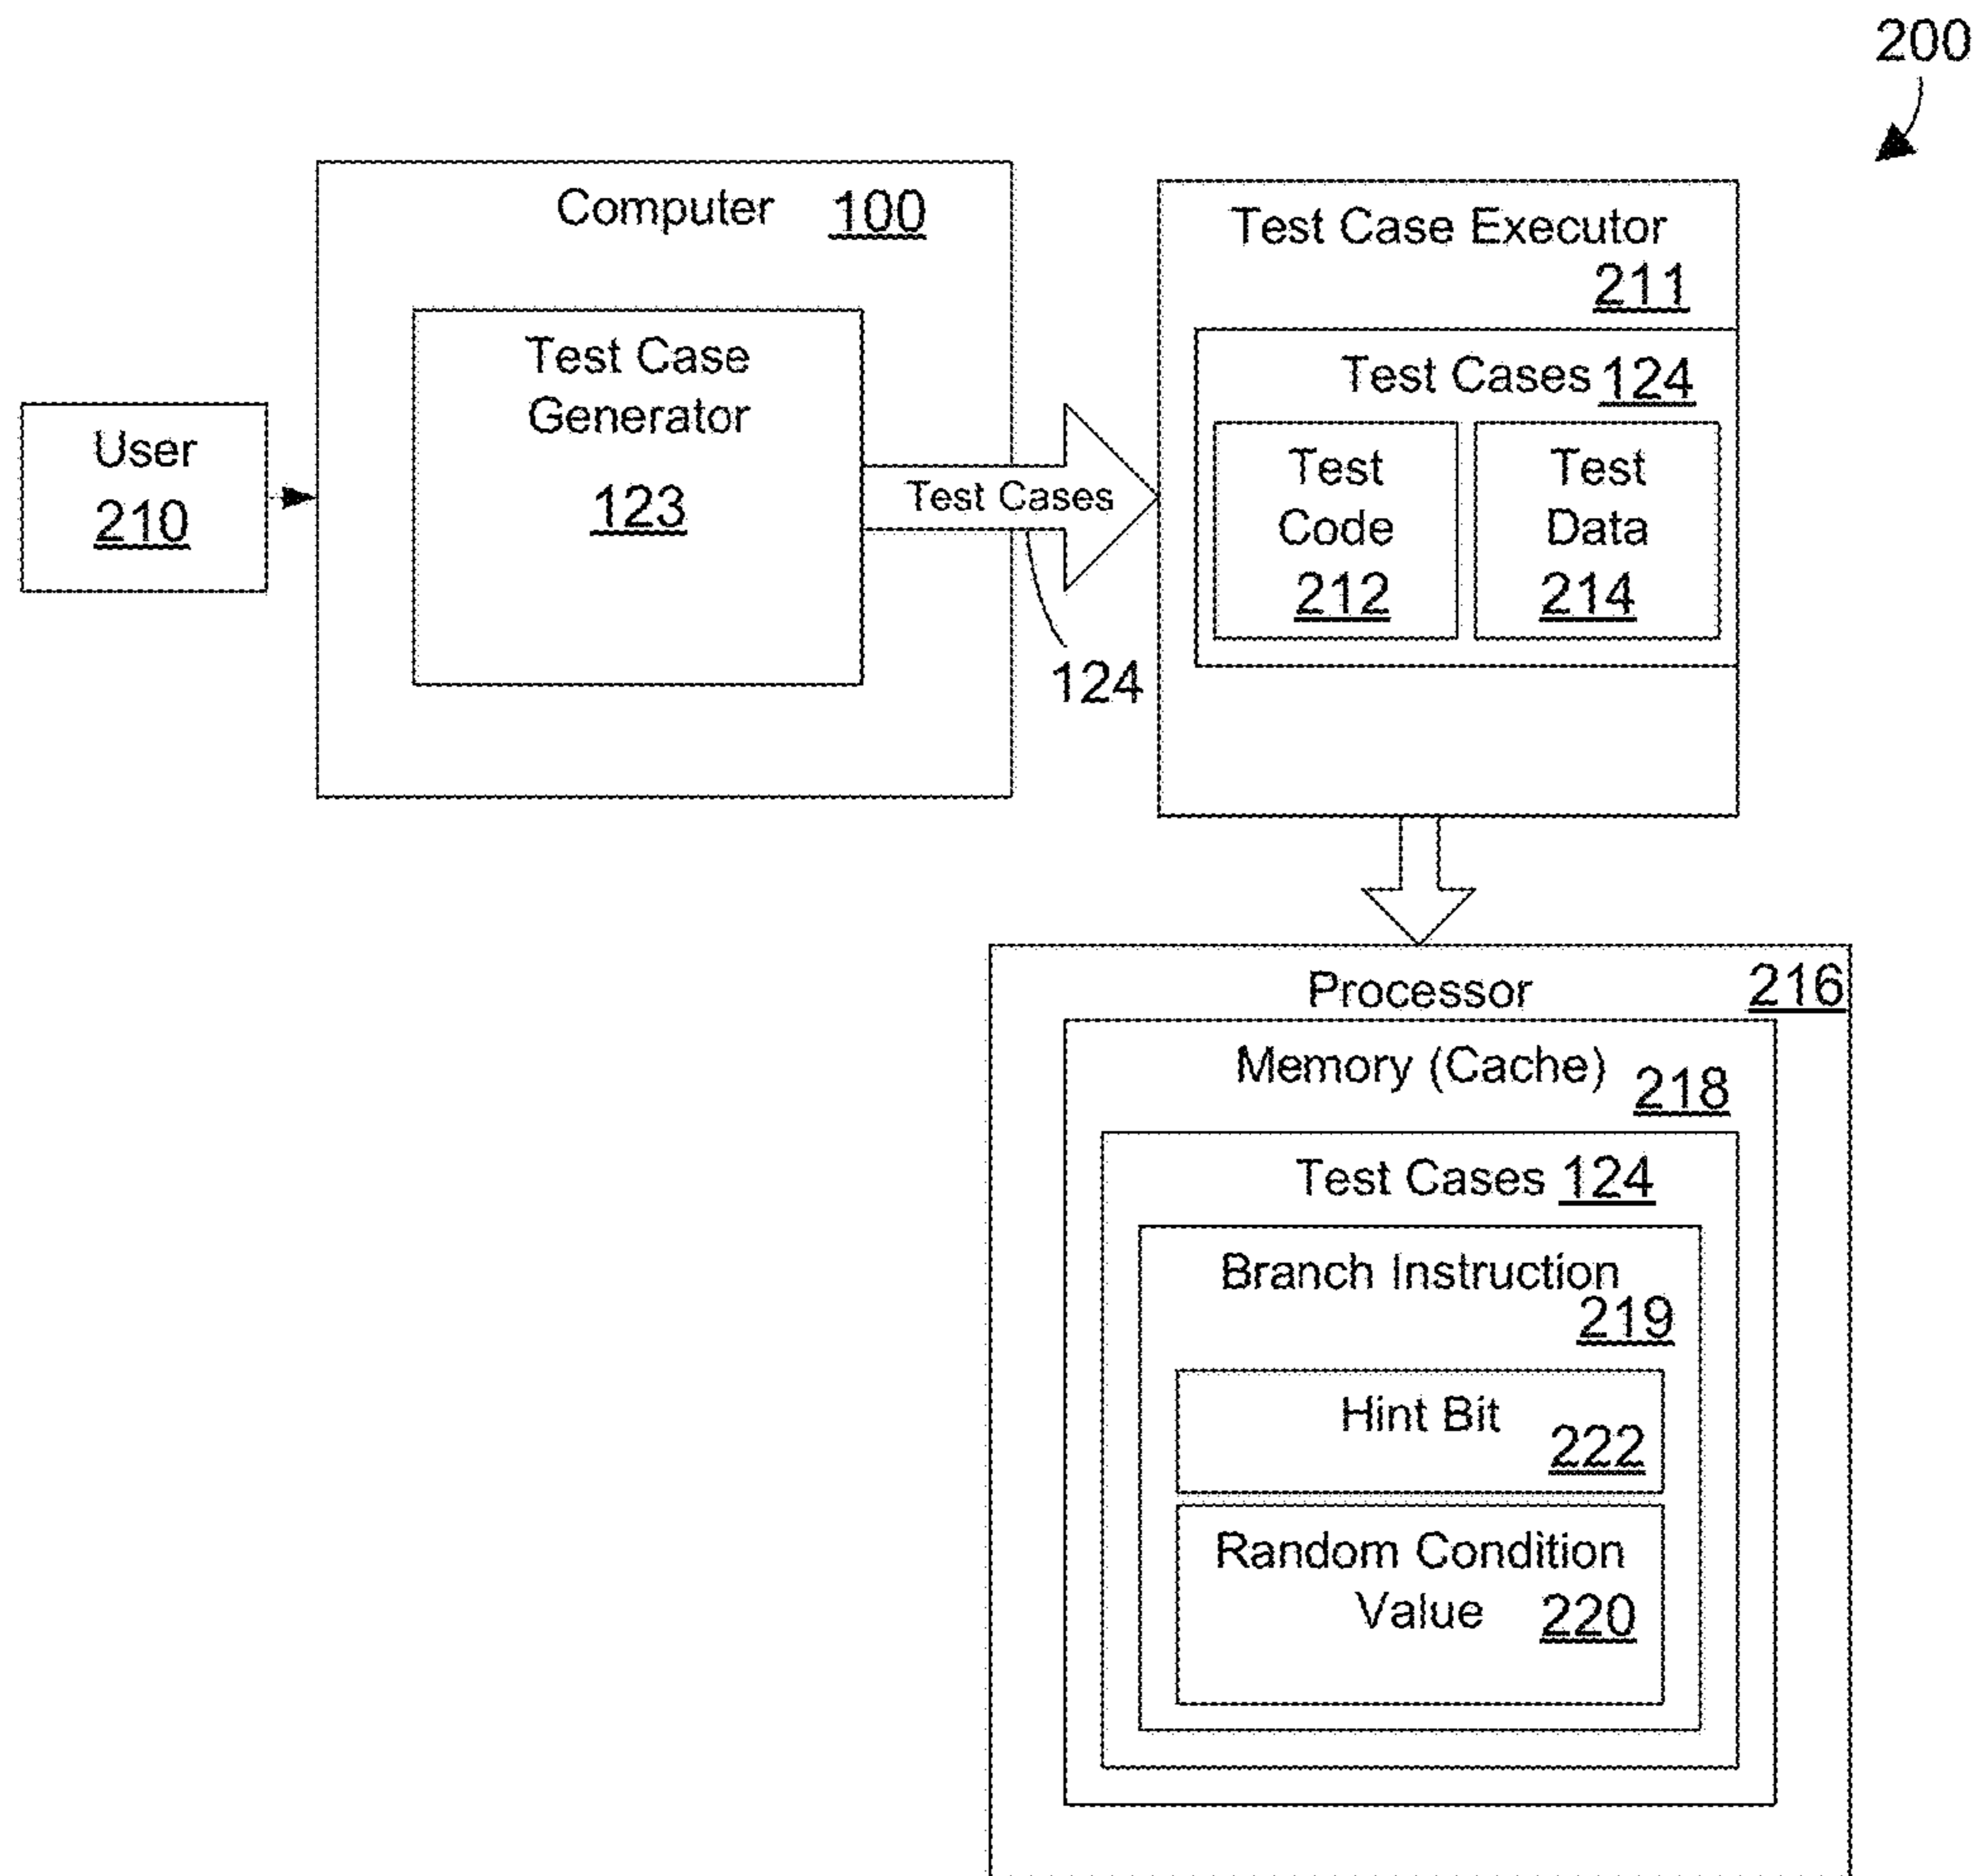 200
Computer 100
Test Case Executor
211
Test Case
Generator
123
Test Cases 124
User
210
Test Cases
124
Test
Code
212
Test
Data
214
Processor 216
Memory (Cache) 218
Test Cases 124
Branch Instruction
219
Hint Bit 222
Random Condition
Value 220